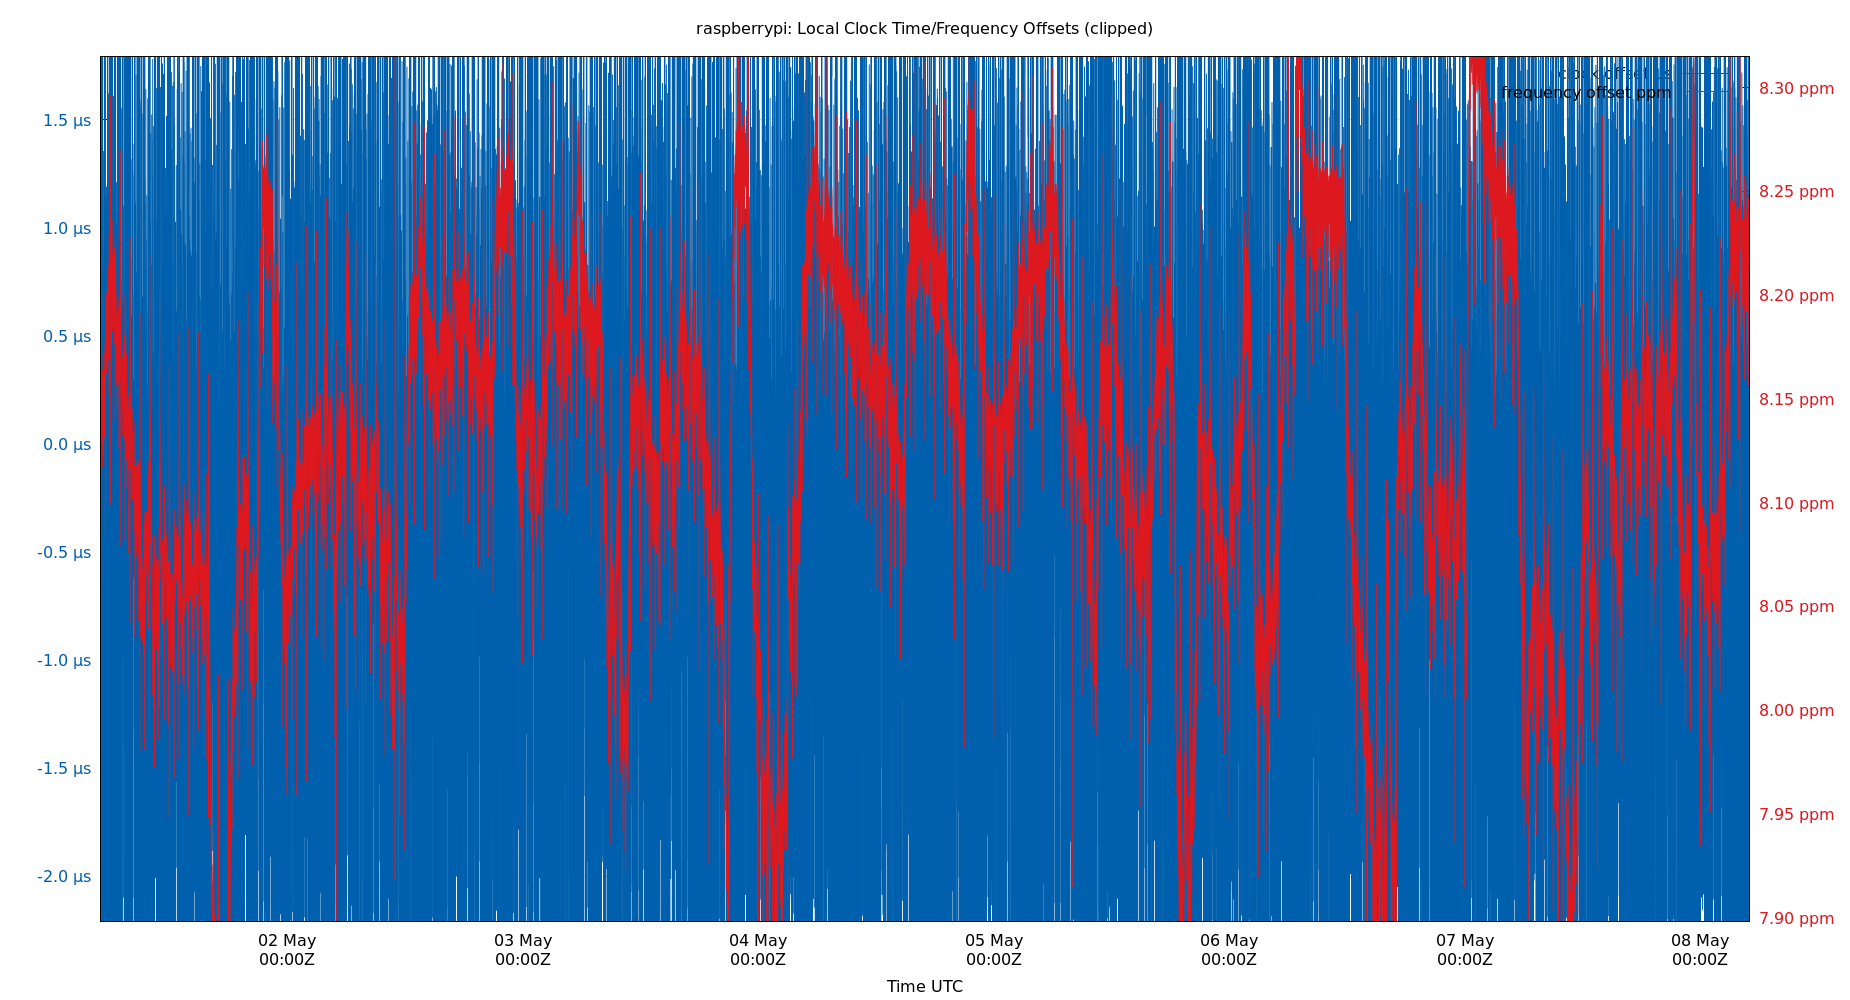 raspberrypi: Local Clock Time/Frequency Offsets (clipped)
clock offset
frequency offset ppm
1.5 μs
1.0 μs
0.5 μs
0.0 μs
-0.5 μs
-1.0 μs
-1.5 μs
-2.0 μs
8.30 ppm
8.25 ppm
8.20 ppm
8.15 ppm
8.10 ppm
8.05 ppm
8.00 ppm
7.95 ppm
7.90 ppm
02 May
00:00Z
03 May
00:00Z
04 May
00:00Z
05 May
00:00Z
06 May
00:00Z
07 May
00:00Z
08 May
00:00Z
Time UTC